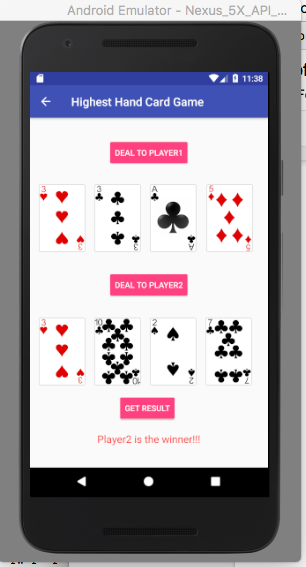 Android Emulator - Nexus_5X_API_...
11:38
Highest Hand Card Game
DEAL TO PLAYER1
3 3 A 5
3 3 A 5
DEAL TO PLAYER2
3 10 2 7
3 10 2 7
GET RESULT
Player2 is the winner!!!